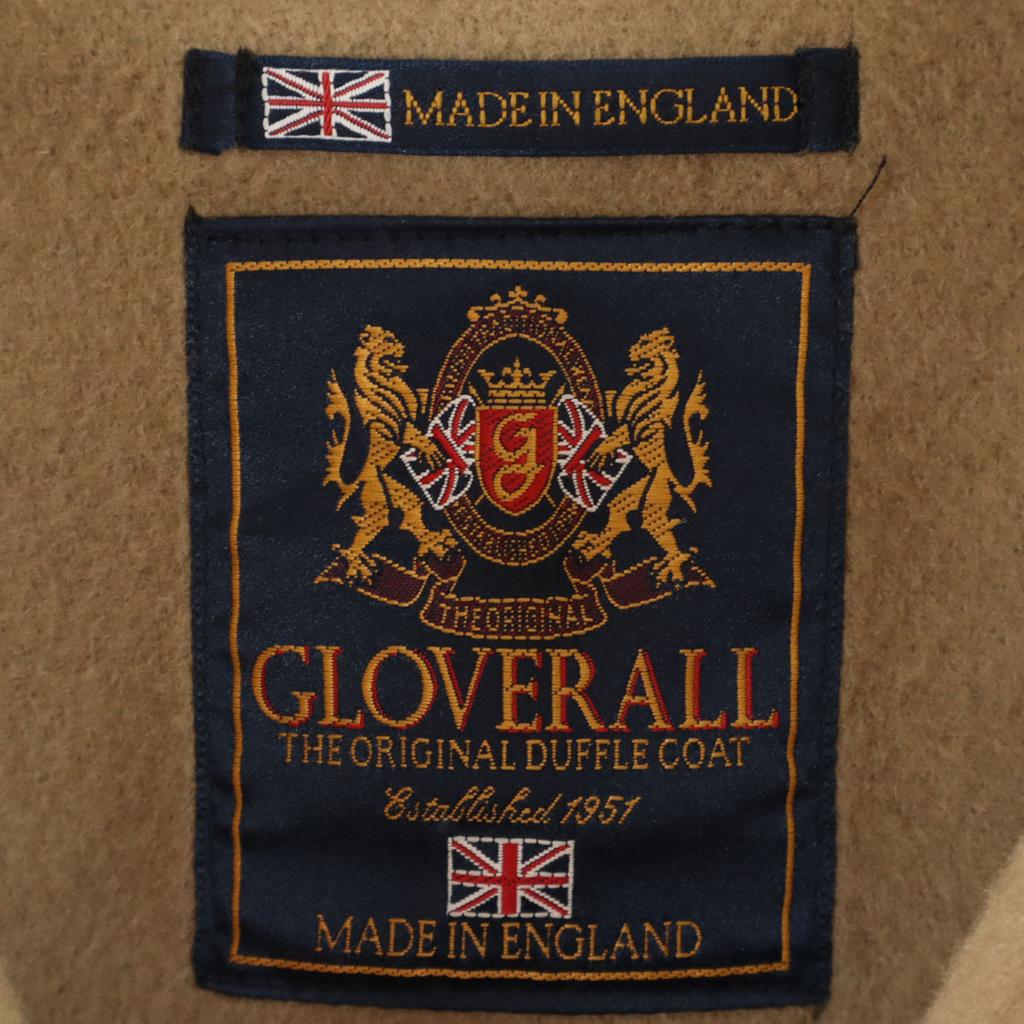 MADE IN ENGLAND
g
THE ORIGINAL
GLOVERALL
THE ORIGINAL DUFFLE COAT
Established 1951
MADE IN ENGLAND